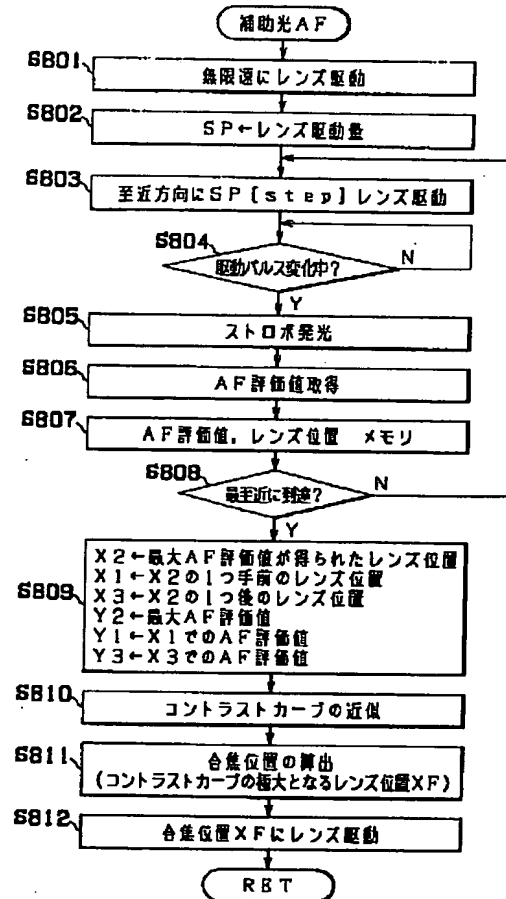 補助光AF
S801
無限遠にレンズ駆動
S802
SP←レンズ駆動量
S803
至近方向にSP[step]レンズ駆動
S804
駆動パルス変化中?
N
Y
S805
ストロボ発光
S806
AF評価値取得
S807
AF評価値,レンズ位置 メモリ
S808
最至近に到達?
N
Y
S809
X2←最大AF評価値が得られたレンズ位置
X1←X2の1つ手前のレンズ位置
X3←X2の1つ後のレンズ位置
Y2←最大AF評価値
Y1←X1でのAF評価値
Y3←X3でのAF評価値
S810
コントラストカーブの近似
S811
合焦位置の算出
(コントラストカーブの極大となるレンズ位置XF)
S812
合焦位置XFにレンズ駆動
RET